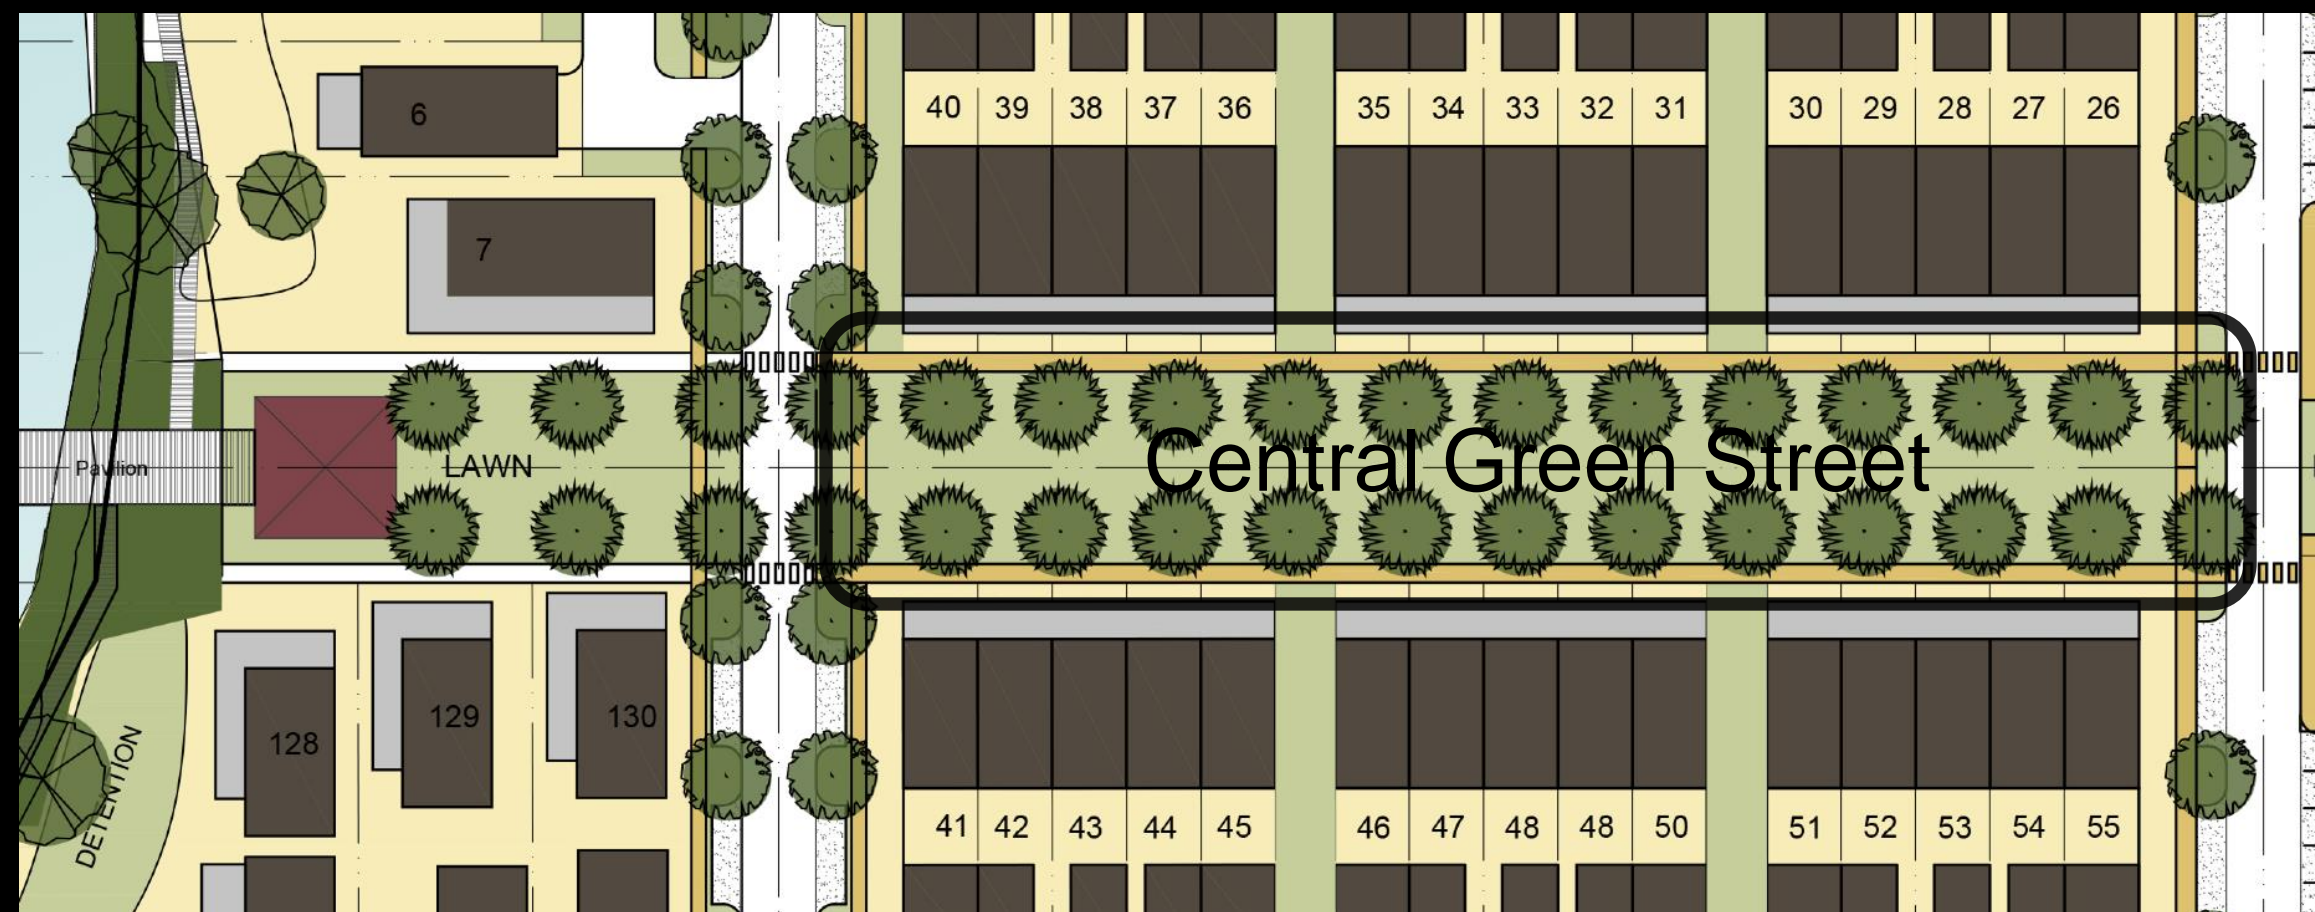 6
40 39 38 37 36 35 34 33 32 31 30 29 28 27 26
7
Pavilion
LAWN
Central Green Street
128
129
130
DETENTION
41 42 43 44 45 46 47 48 48 50 51 52 53 54 55